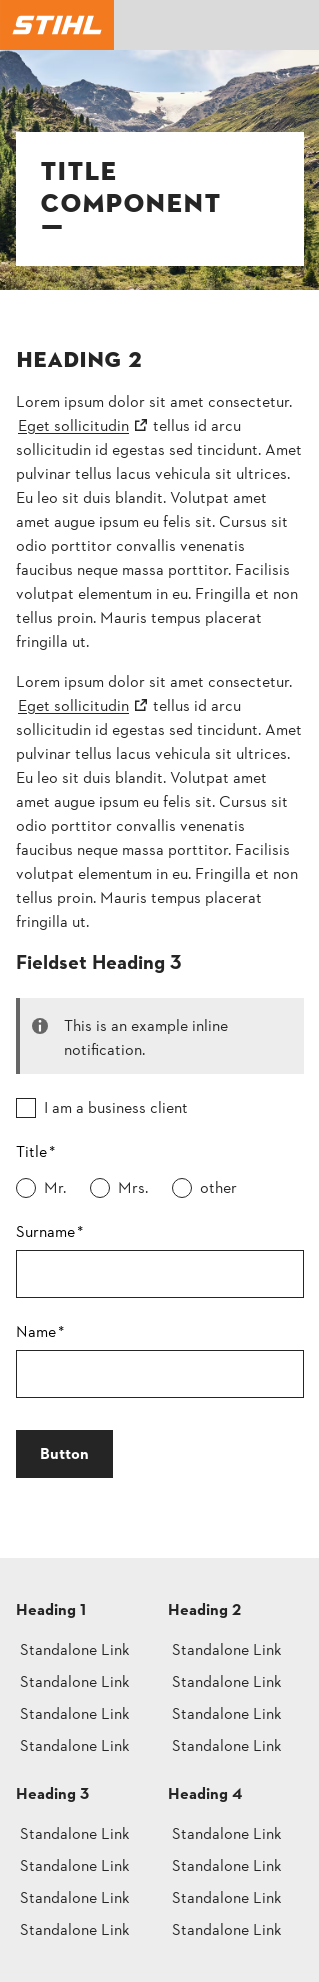 STIHL
TITLE
COMPONENT
HEADING 2
Lorem ipsum dolor sit amet consectetur.
Eget sollicitudin tellus id arcu
sollicitudin id egestas sed tincidunt. Amet
pulvinar tellus lacus vehicula sit ultrices.
Eu leo sit duis blandit. Volutpat amet
amet augue ipsum eu felis sit. Cursus sit
odio porttitor convallis venenatis
faucibus neque massa porttitor. Facilisis
volutpat elementum in eu. Fringilla et non
tellus proin. Mauris tempus placerat
fringilla ut.
Lorem ipsum dolor sit amet consectetur.
Eget sollicitudin tellus id arcu
sollicitudin id egestas sed tincidunt. Amet
pulvinar tellus lacus vehicula sit ultrices.
Eu leo sit duis blandit. Volutpat amet
amet augue ipsum eu felis sit. Cursus sit
odio porttitor convallis venenatis
faucibus neque massa porttitor. Facilisis
volutpat elementum in eu. Fringilla et non
tellus proin. Mauris tempus placerat
fringilla ut.
Fieldset Heading 3
This is an example inline
notification.
I am a business client
Title*
Mr. Mrs. other
Surname*
Name*
Button
Heading 1
Standalone Link
Standalone Link
Standalone Link
Standalone Link
Heading 2
Standalone Link
Standalone Link
Standalone Link
Standalone Link
Heading 3
Standalone Link
Standalone Link
Standalone Link
Standalone Link
Heading 4
Standalone Link
Standalone Link
Standalone Link
Standalone Link